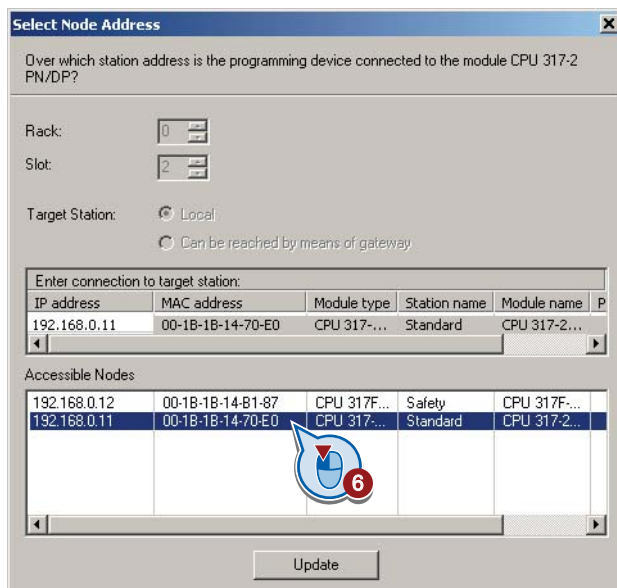 Select Node Address
Over which station address is the programming device connected to the module CPU 317-2
PN/DP?
Rack: 0
Slot: 2
Target Station: Local
Can be reached by means of gateway
Enter connection to target station:
IP address MAC address Module type Station name Module name P
192.168.0.11 00-1B-1B-14-70-E0 CPU 317-... Standard CPU 317-2...
Accessible Nodes
192.168.0.12 00-1B-1B-14-B1-87 CPU 317F... Safety CPU 317F-...
192.168.0.11 00-1B-1B-14-70-E0 CPU 317-... Standard CPU 317-2...
6
Update